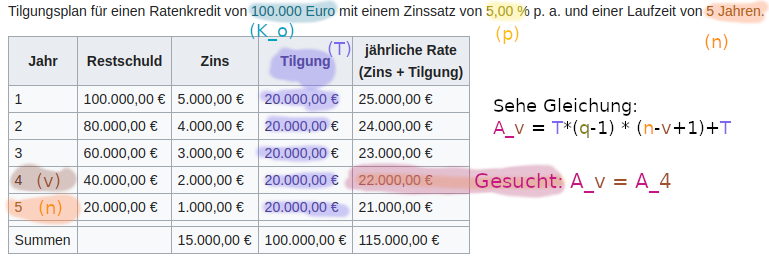 Tilgungsplan für einen Ratenkredit von 100.000 Euro mit einem Zinssatz von 5,00 % p. a. und einer Laufzeit von 5 Jahren.
(K_o) (p) (n)
(T)
Jahr Restschuld Zins Tilgung jährliche Rate
(Zins + Tilgung)
1 100.000,00 € 5.000,00 € 20.000,00 € 25.000,00 €
2 80.000,00 € 4.000,00 € 20.000,00 € 24.000,00 €
3 60.000,00 € 3.000,00 € 20.000,00 € 23.000,00 €
4 (v) 40.000,00 € 2.000,00 € 20.000,00 € 22.000,00 €
5 (n) 20.000,00 € 1.000,00 € 20.000,00 € 21.000,00 €
Summen 15.000,00 € 100.000,00 € 115.000,00 €
Sehe Gleichung:
A_v = T*(q-1) * (n-v+1)+T
Gesucht: A_v = A_4